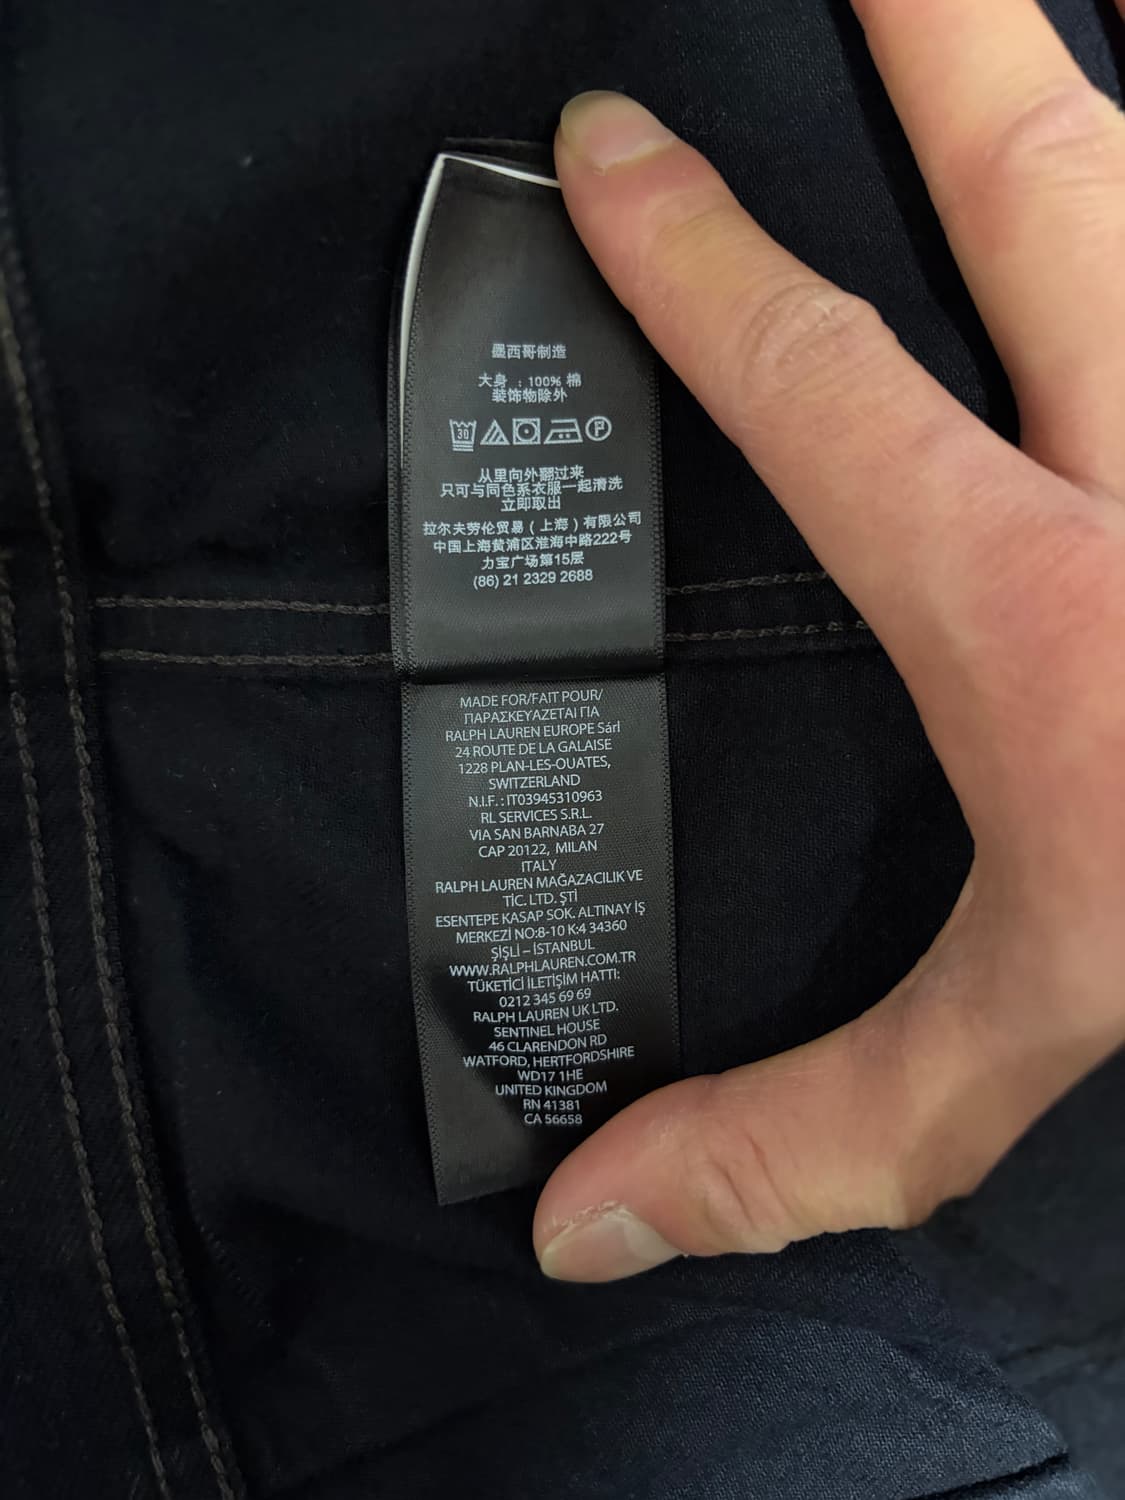 墨西哥制造
大身 : 100% 棉
装饰物除外
30 P
从里向外翻过来
只可与同色系衣服一起清洗
立即取出
拉尔夫劳伦贸易（上海）有限公司
中国上海黄浦区淮海中路222号
力宝广场第15层
(86) 21 2329 2688
MADE FOR/FAIT POUR/
ΠΑΡΑΣΚΕΥΑΖΕΤΑΙ ΓΙΑ
RALPH LAUREN EUROPE Sárl
24 ROUTE DE LA GALAISE
1228 PLAN-LES-OUATES,
SWITZERLAND
N.I.F. : IT03945310963
RL SERVICES S.R.L.
VIA SAN BARNABA 27
CAP 20122, MILAN
ITALY
RALPH LAUREN MAĞAZACILIK VE
TİC. LTD. ŞTİ
ESENTEPE KASAP SOK. ALTINAY İŞ
MERKEZİ NO:8-10 K:4 34360
ŞİŞLİ – İSTANBUL
WWW.RALPHLAUREN.COM.TR
TÜKETİCİ İLETİŞİM HATTI:
0212 345 69 69
RALPH LAUREN UK LTD.
SENTINEL HOUSE
46 CLARENDON RD
WATFORD, HERTFORDSHIRE
WD17 1HE
UNITED KINGDOM
RN 41381
CA 56658